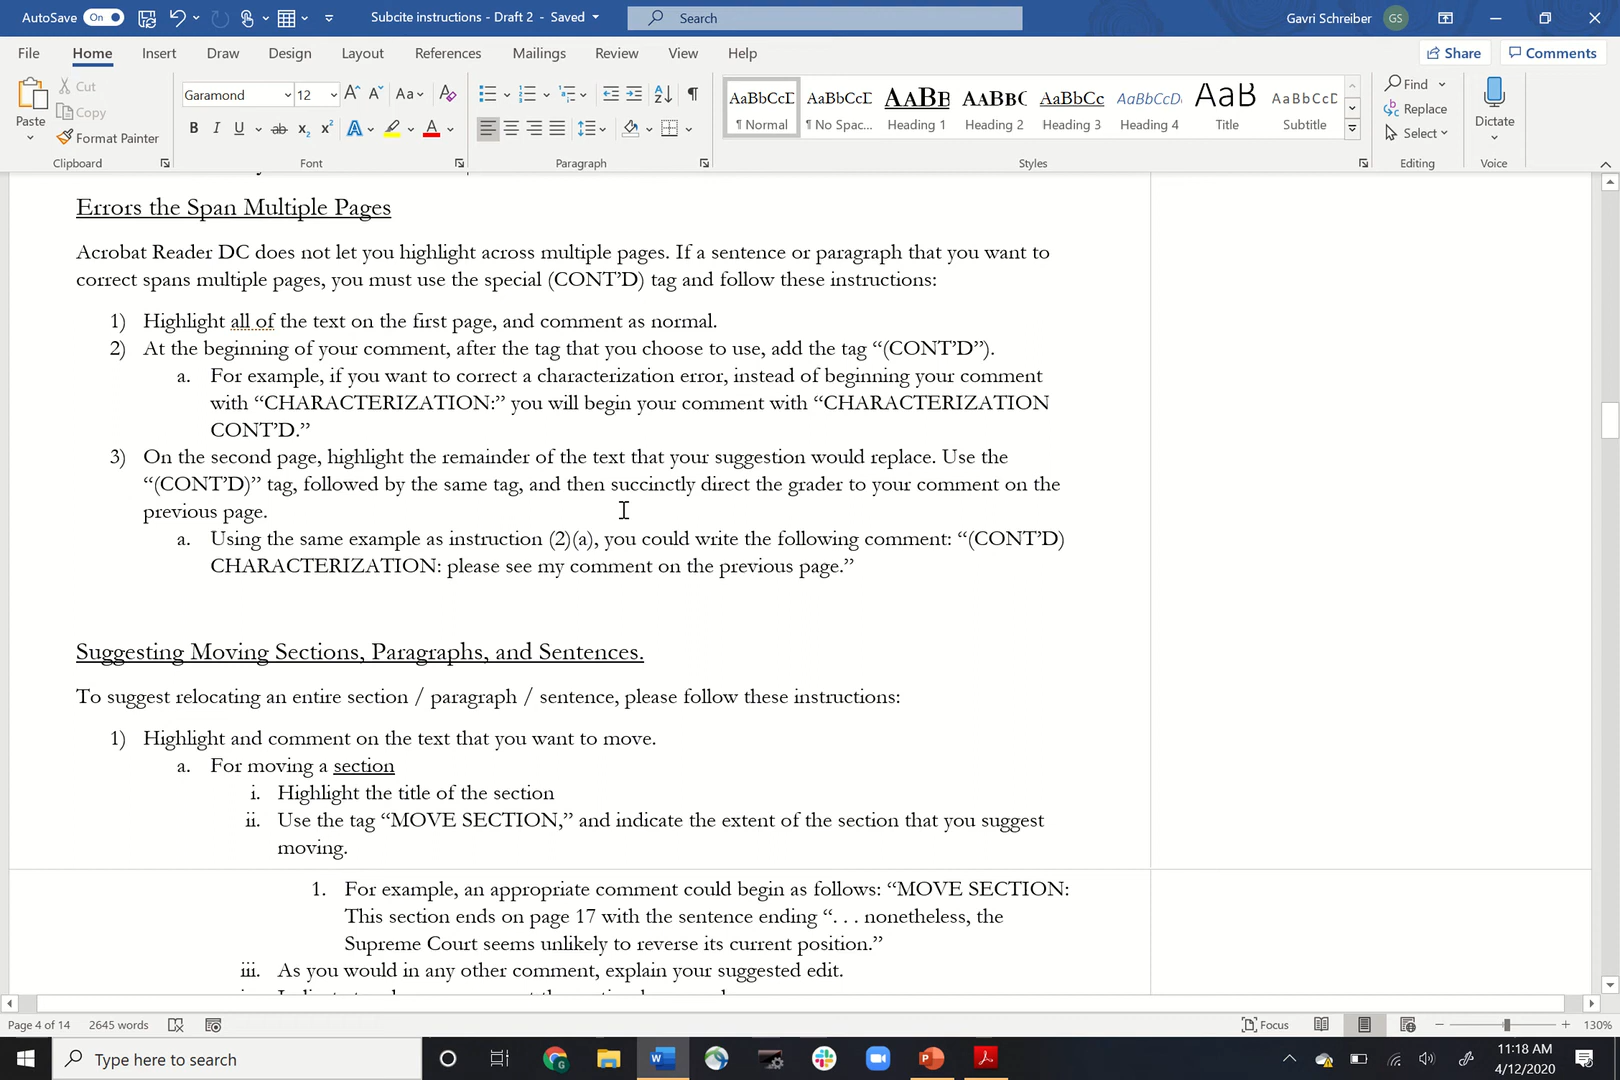 AutoSave On Subcite instructions - Draft 2 - Saved Search Gavri Schreiber GS
File Home Insert Draw Design Layout References Mailings Review View Help Share Comments
Paste Cut Copy Format Painter Clipboard
Garamond 12 Font
Paragraph
AaBbCcD AaBbCcD AABB AABBC AaBbCc AaBbCcD AaB AaBbCcD
¶ Normal ¶ No Spac... Heading 1 Heading 2 Heading 3 Heading 4 Title Subtitle
Styles
Find Replace Select Editing
Dictate Voice
Errors the Span Multiple Pages
Acrobat Reader DC does not let you highlight across multiple pages. If a sentence or paragraph that you want to
correct spans multiple pages, you must use the special (CONT’D) tag and follow these instructions:
1) Highlight all of the text on the first page, and comment as normal.
2) At the beginning of your comment, after the tag that you choose to use, add the tag “(CONT’D”).
a. For example, if you want to correct a characterization error, instead of beginning your comment
with “CHARACTERIZATION:” you will begin your comment with “CHARACTERIZATION
CONT’D.”
3) On the second page, highlight the remainder of the text that your suggestion would replace. Use the
“(CONT’D)” tag, followed by the same tag, and then succinctly direct the grader to your comment on the
previous page.
a. Using the same example as instruction (2)(a), you could write the following comment: “(CONT’D)
CHARACTERIZATION: please see my comment on the previous page.”
Suggesting Moving Sections, Paragraphs, and Sentences.
To suggest relocating an entire section / paragraph / sentence, please follow these instructions:
1) Highlight and comment on the text that you want to move.
a. For moving a section
i. Highlight the title of the section
ii. Use the tag “MOVE SECTION,” and indicate the extent of the section that you suggest
moving.
1. For example, an appropriate comment could begin as follows: “MOVE SECTION:
This section ends on page 17 with the sentence ending “. . . nonetheless, the
Supreme Court seems unlikely to reverse its current position.”
iii. As you would in any other comment, explain your suggested edit.
Page 4 of 14 2645 words Focus 130%
Type here to search 11:18 AM
4/12/2020